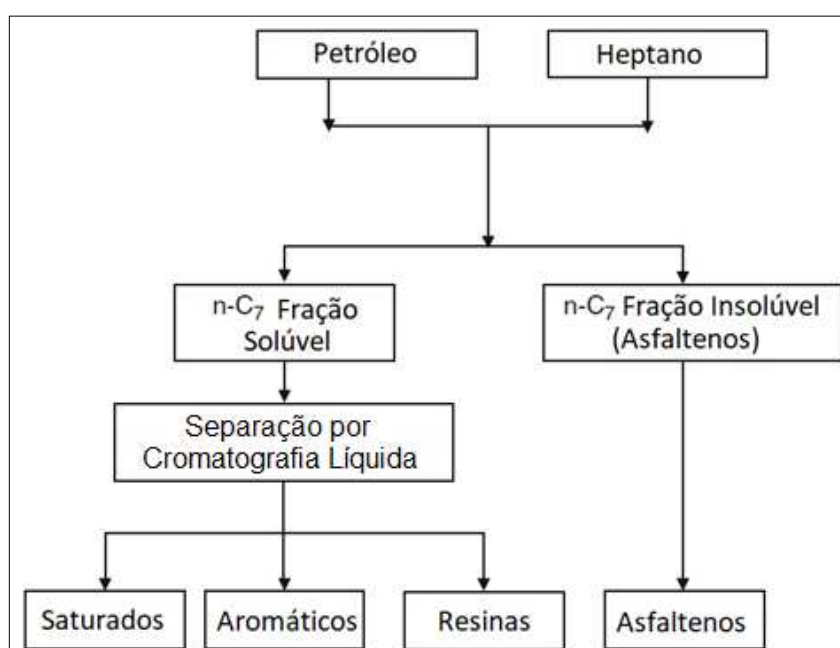 Petróleo
Heptano
n-C₇ Fração
Solúvel
n-C₇ Fração Insolúvel
(Asfaltenos)
Separação por
Cromatografia Líquida
Saturados
Aromáticos
Resinas
Asfaltenos